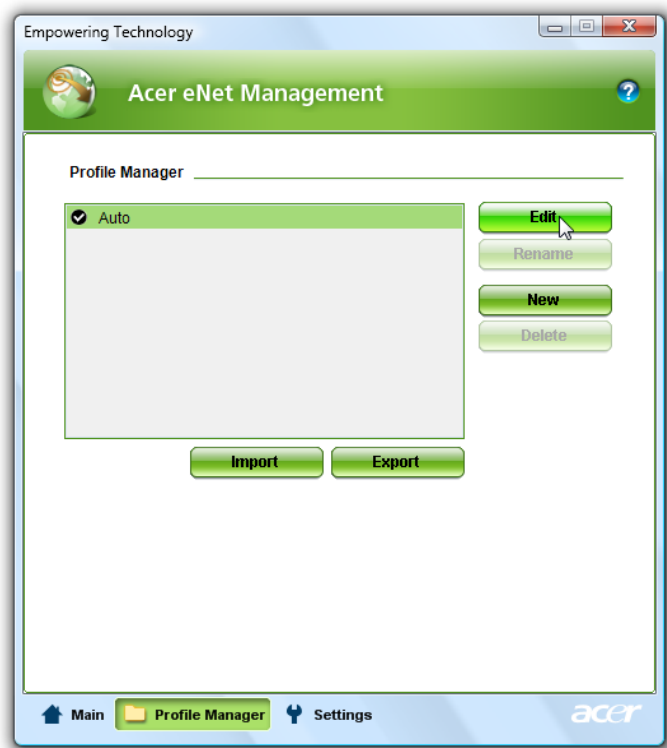 Empowering Technology
Acer eNet Management
?
Profile Manager
Auto
Edit
Rename
New
Delete
Import Export
Main Profile Manager Settings
acer